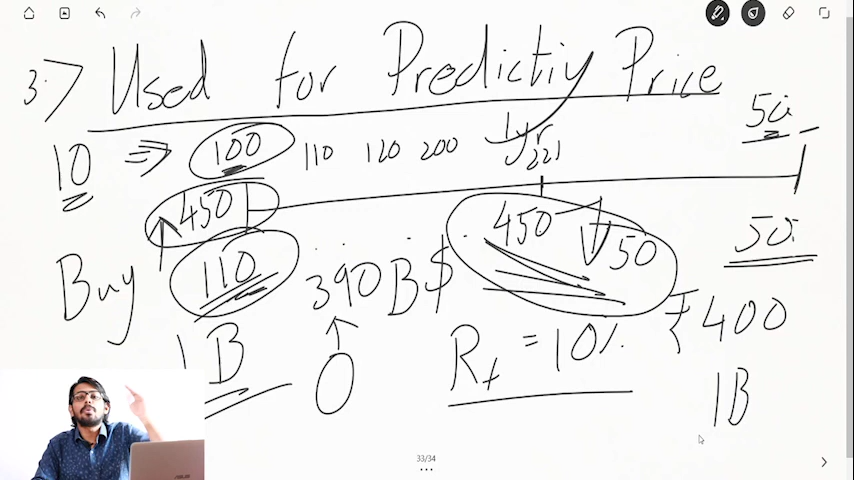 3.> Used for Predictiy Price
10 ⇒ 100 110 120 200 1yr 221 50
450 450 50 50
Buy 110 390B$ ₹400
1B 0 Rf = 10% 1B
33/34